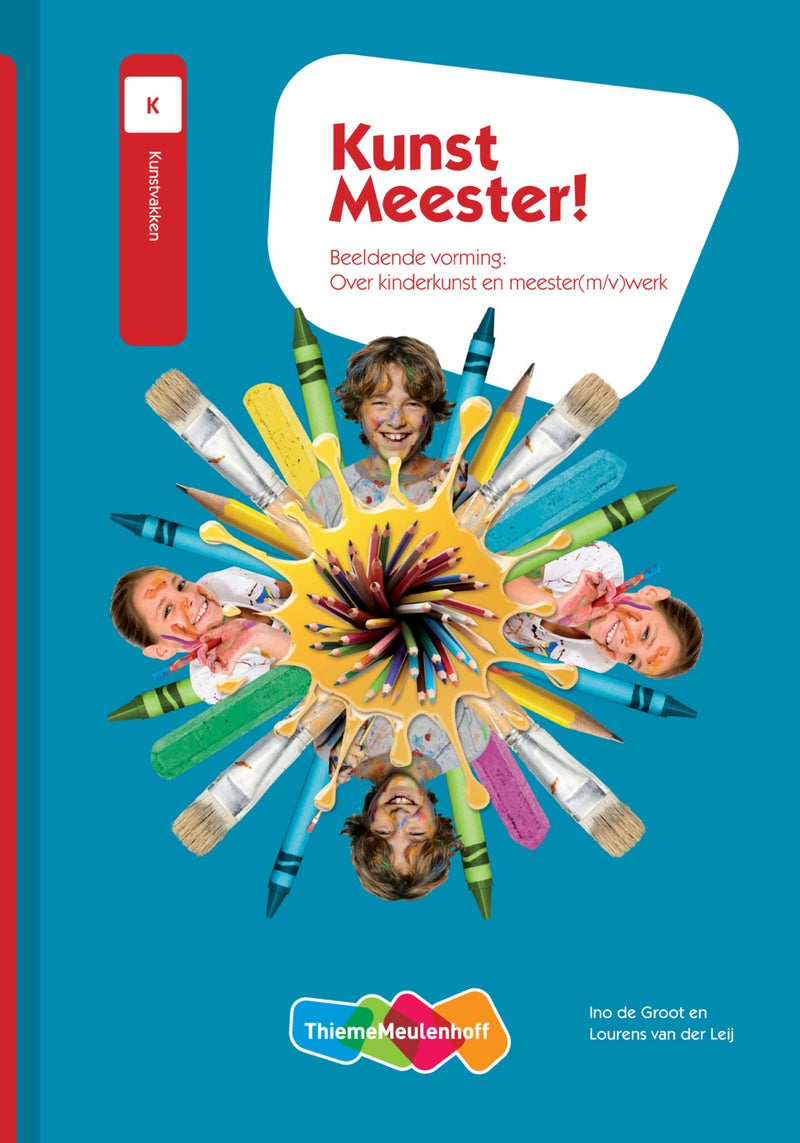 K
Kunstvakken
Kunst
Meester!
Beeldende vorming:
Over kinderkunst en meester(m/v)werk
ThiemeMeulenhoff
Ino de Groot en
Lourens van der Leij